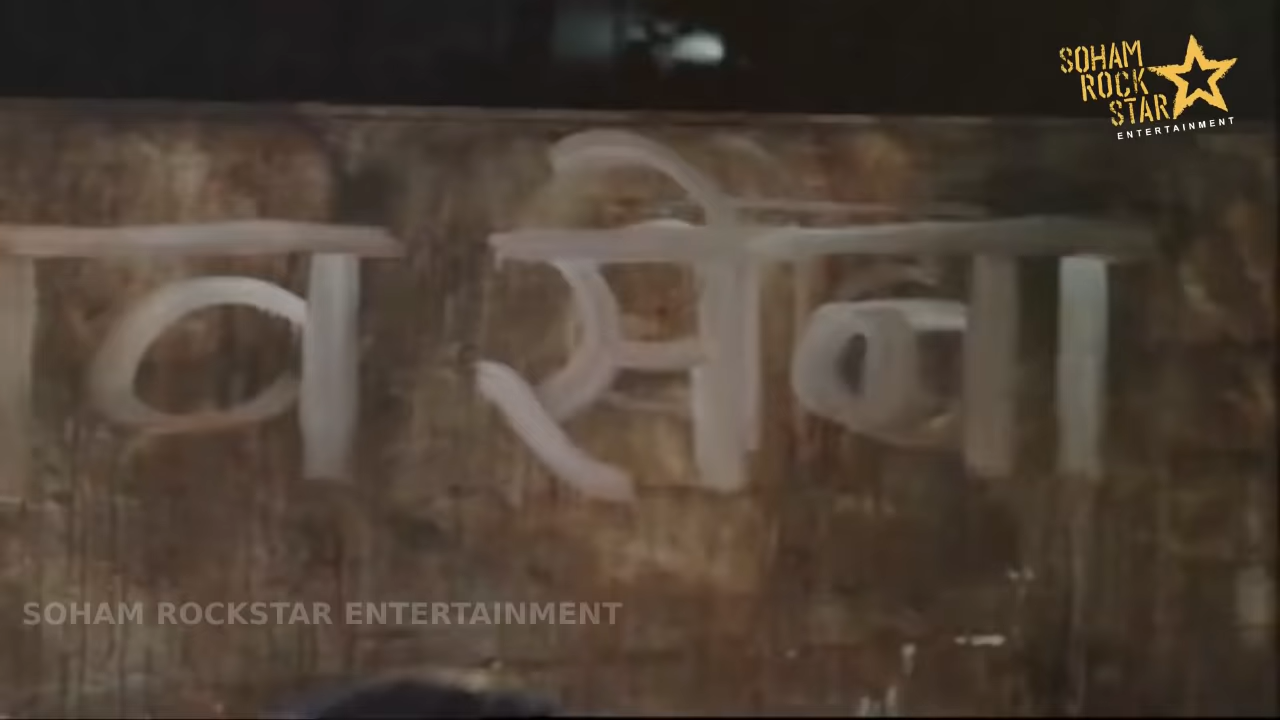 SOHAM
ROCK
STAR
ENTERTAINMENT
सेवा
SOHAM ROCKSTAR ENTERTAINMENT